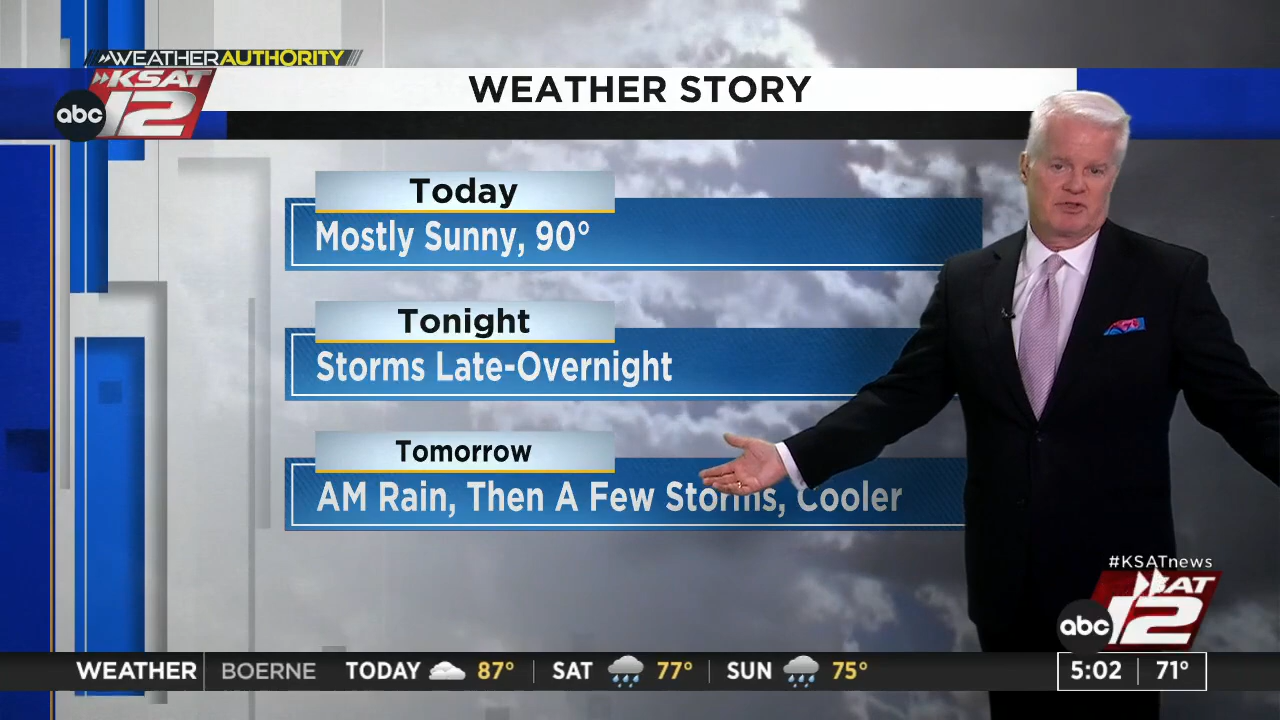 WEATHERAUTHORITY
KSAT
abc 12
WEATHER STORY
Today
Mostly Sunny, 90°
Tonight
Storms Late-Overnight
Tomorrow
AM Rain, Then A Few Storms, Cooler
#KSATnews
abc 12
WEATHER BOERNE TODAY 87° SAT 77° SUN 75° 5:02 71°